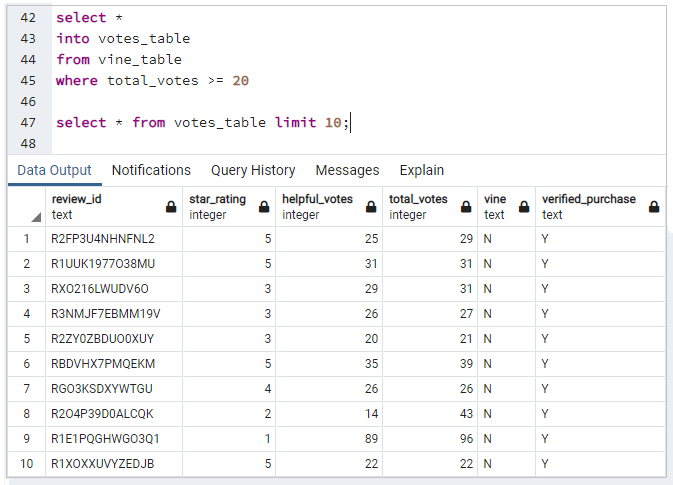 42 select *
43 into votes_table
44 from vine_table
45 where total_votes >= 20
46
47 select * from votes_table limit 10;
48
Data Output Notifications Query History Messages Explain
review_id star_rating helpful_votes total_votes vine verified_purchase
text integer integer integer text text
1 R2FP3U4NHNFNL2 5 25 29 N Y
2 R1UUK1977O38MU 5 31 31 N Y
3 RXO216LWUDV6O 3 29 31 N Y
4 R3NMJF7EBMM19V 3 26 27 N Y
5 R2ZY0ZBDUO0XUY 3 20 21 N Y
6 RBDVHX7PMQEKM 5 35 39 N Y
7 RGO3KSDXYWTGU 4 26 26 N Y
8 R2O4P39D0ALCQK 2 14 43 N Y
9 R1E1PQGHWGO3Q1 1 89 96 N Y
10 R1XOXXUVYZEDJB 5 22 22 N Y